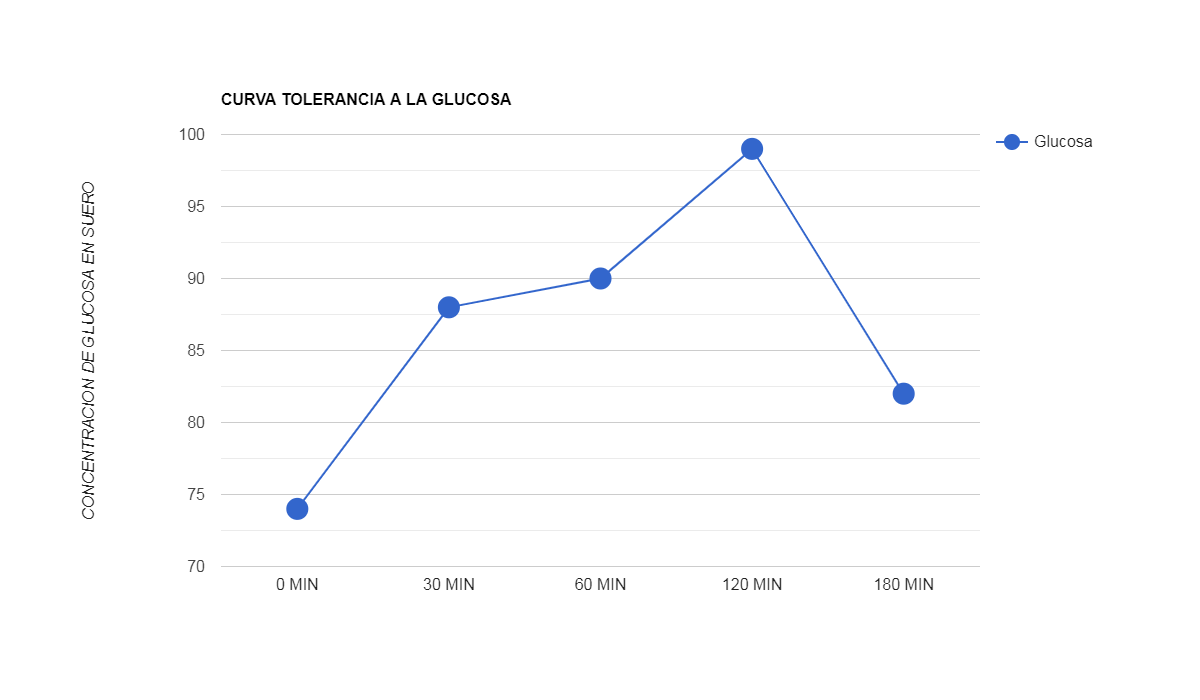 CURVA TOLERANCIA A LA GLUCOSA
Glucosa
CONCENTRACION DE GLUCOSA EN SUERO
100
95
90
85
80
75
70
0 MIN
30 MIN
60 MIN
120 MIN
180 MIN